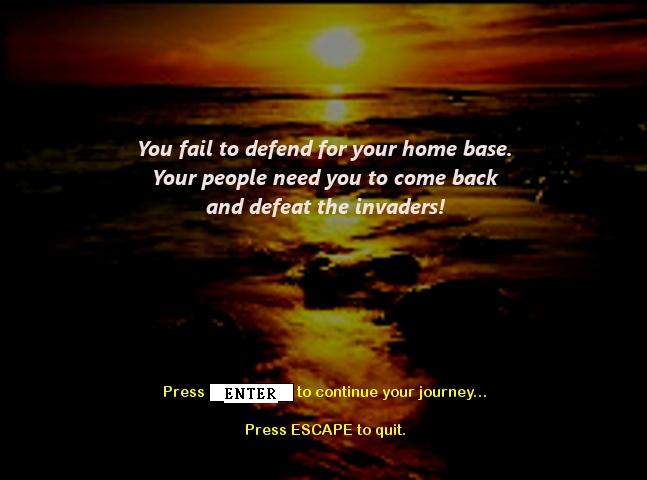 You fail to defend for your home base.
Your people need you to come back
and defeat the invaders!
Press ENTER to continue your journey...
Press ESCAPE to quit.